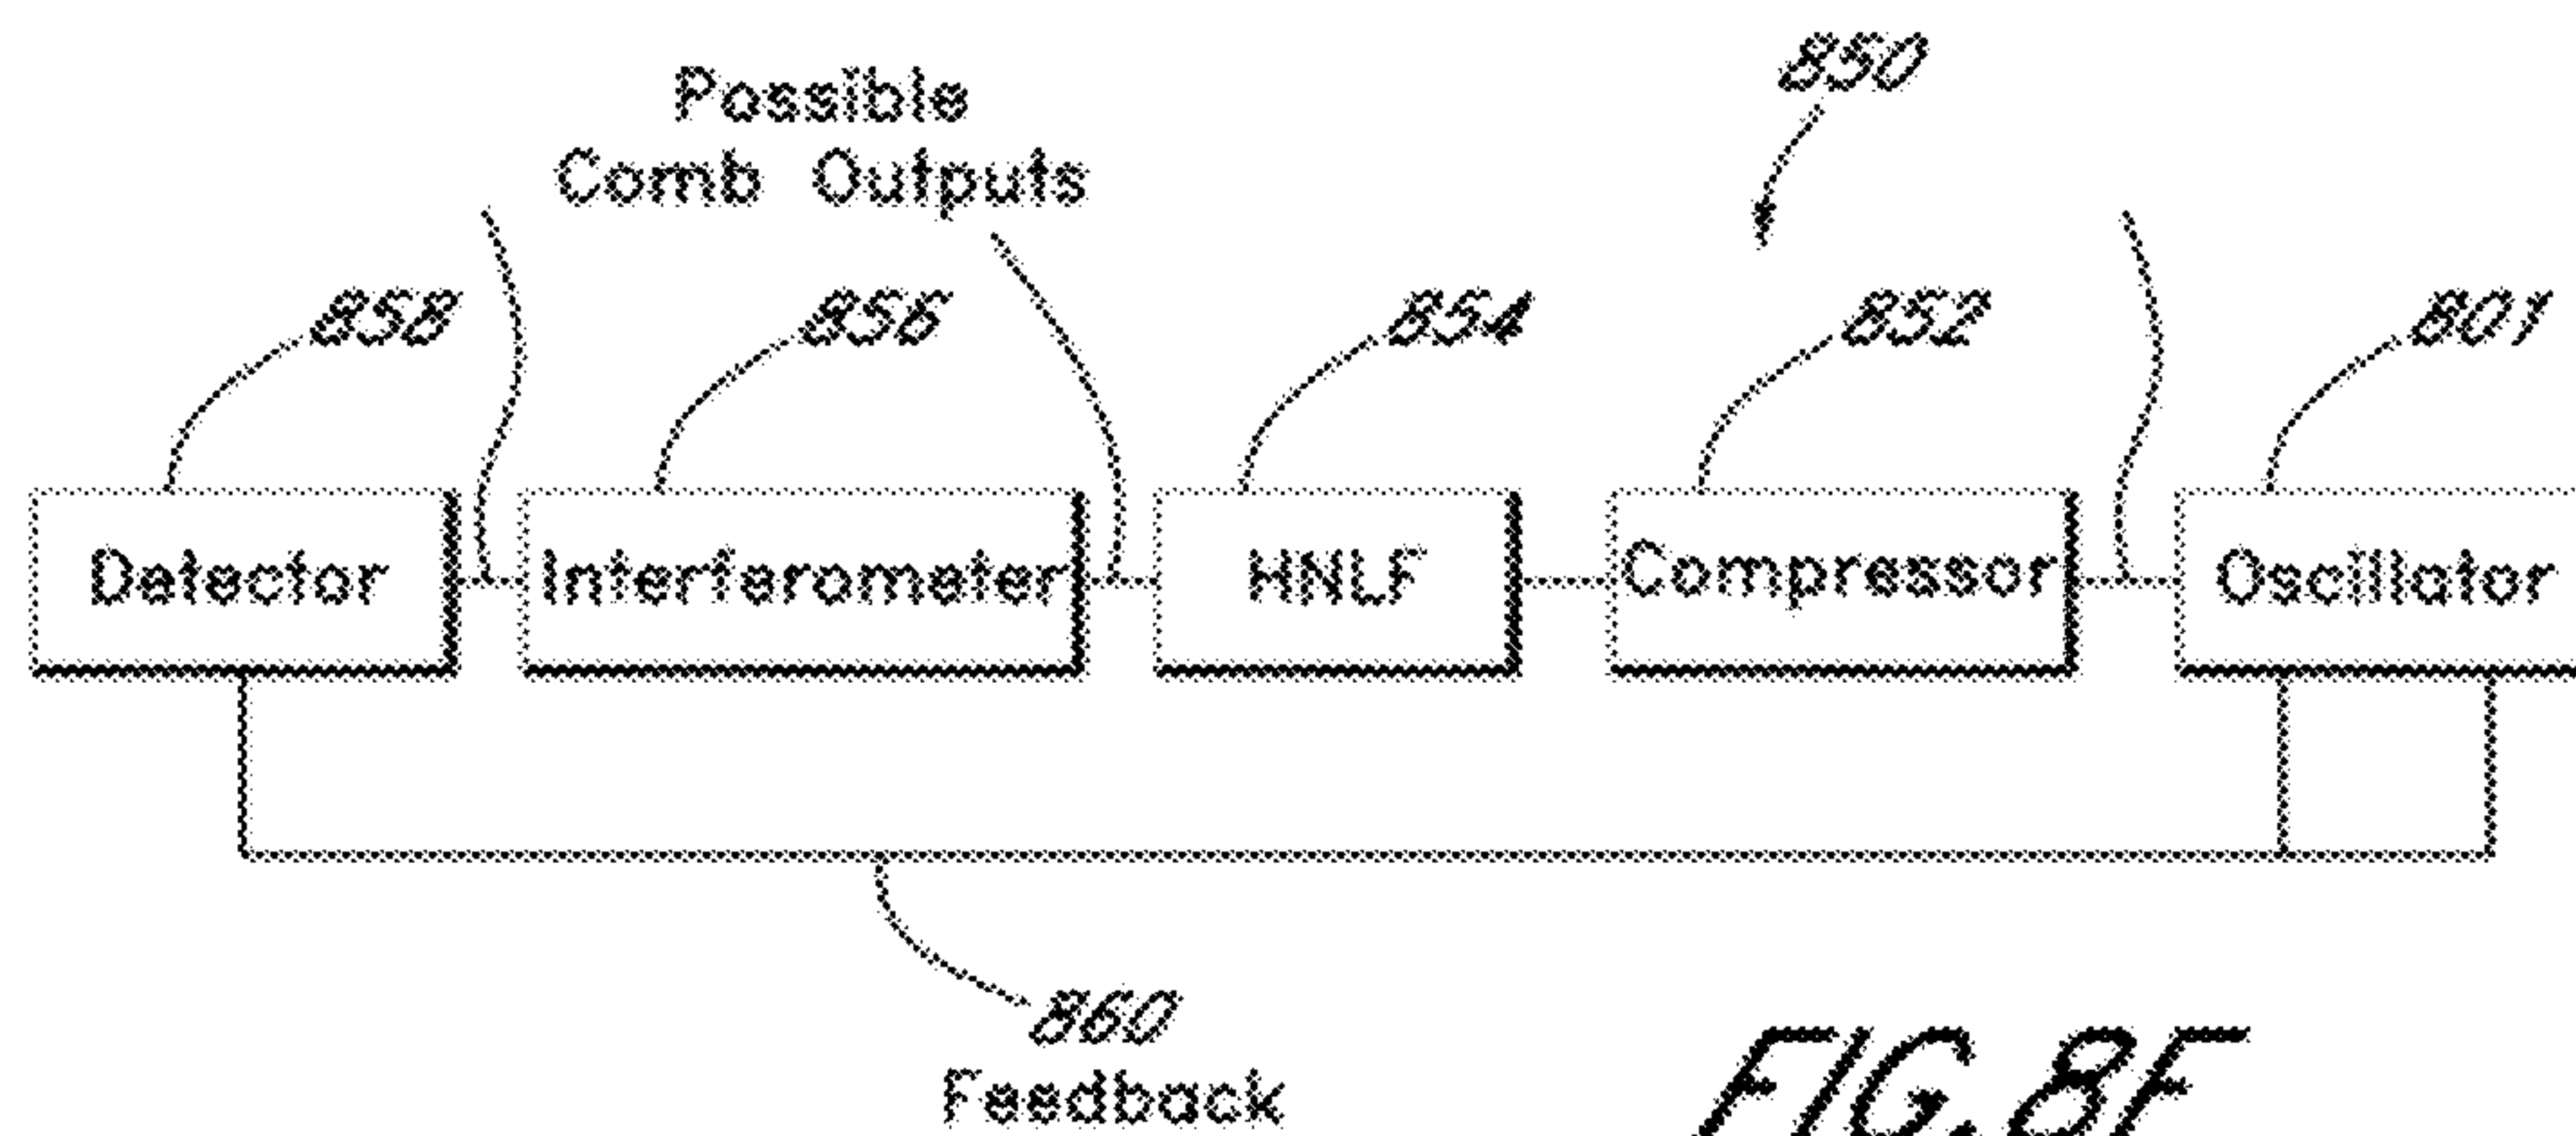 Possible
Comb Outputs
850
858
856
854
852
801
Detector
Interferometer
HNLF
Compressor
Oscillator
860
Feedback
FIG. 8F